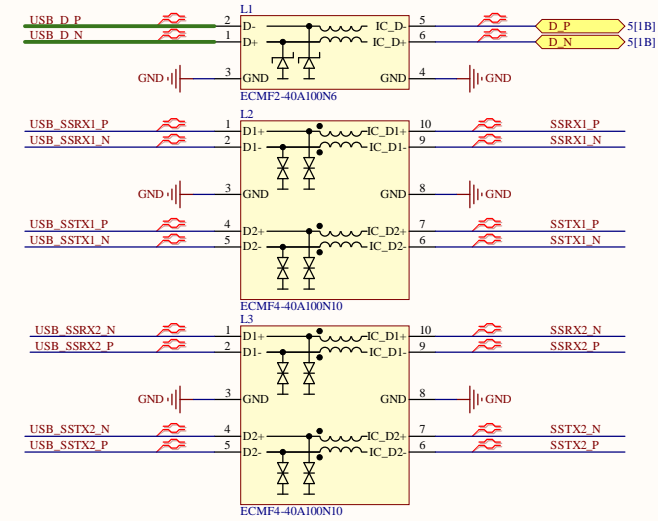 L1
USB_D_P 2 D- IC_D- 5 D_P 5[1B]
USB_D_N 1 D+ IC_D+ 6 D_N 5[1B]
GND 3 GND GND 4 GND
ECMF2-40A100N6
L2
USB_SSRX1_P 1 D1+ IC_D1+ 10 SSRX1_P
USB_SSRX1_N 2 D1- IC_D1- 9 SSRX1_N
GND 3 GND GND 8 GND
USB_SSTX1_P 4 D2+ IC_D2+ 7 SSTX1_P
USB_SSTX1_N 5 D2- IC_D2- 6 SSTX1_N
ECMF4-40A100N10
L3
USB_SSRX2_N 1 D1+ IC_D1+ 10 SSRX2_N
USB_SSRX2_P 2 D1- IC_D1- 9 SSRX2_P
GND 3 GND GND 8 GND
USB_SSTX2_N 4 D2+ IC_D2+ 7 SSTX2_N
USB_SSTX2_P 5 D2- IC_D2- 6 SSTX2_P
ECMF4-40A100N10